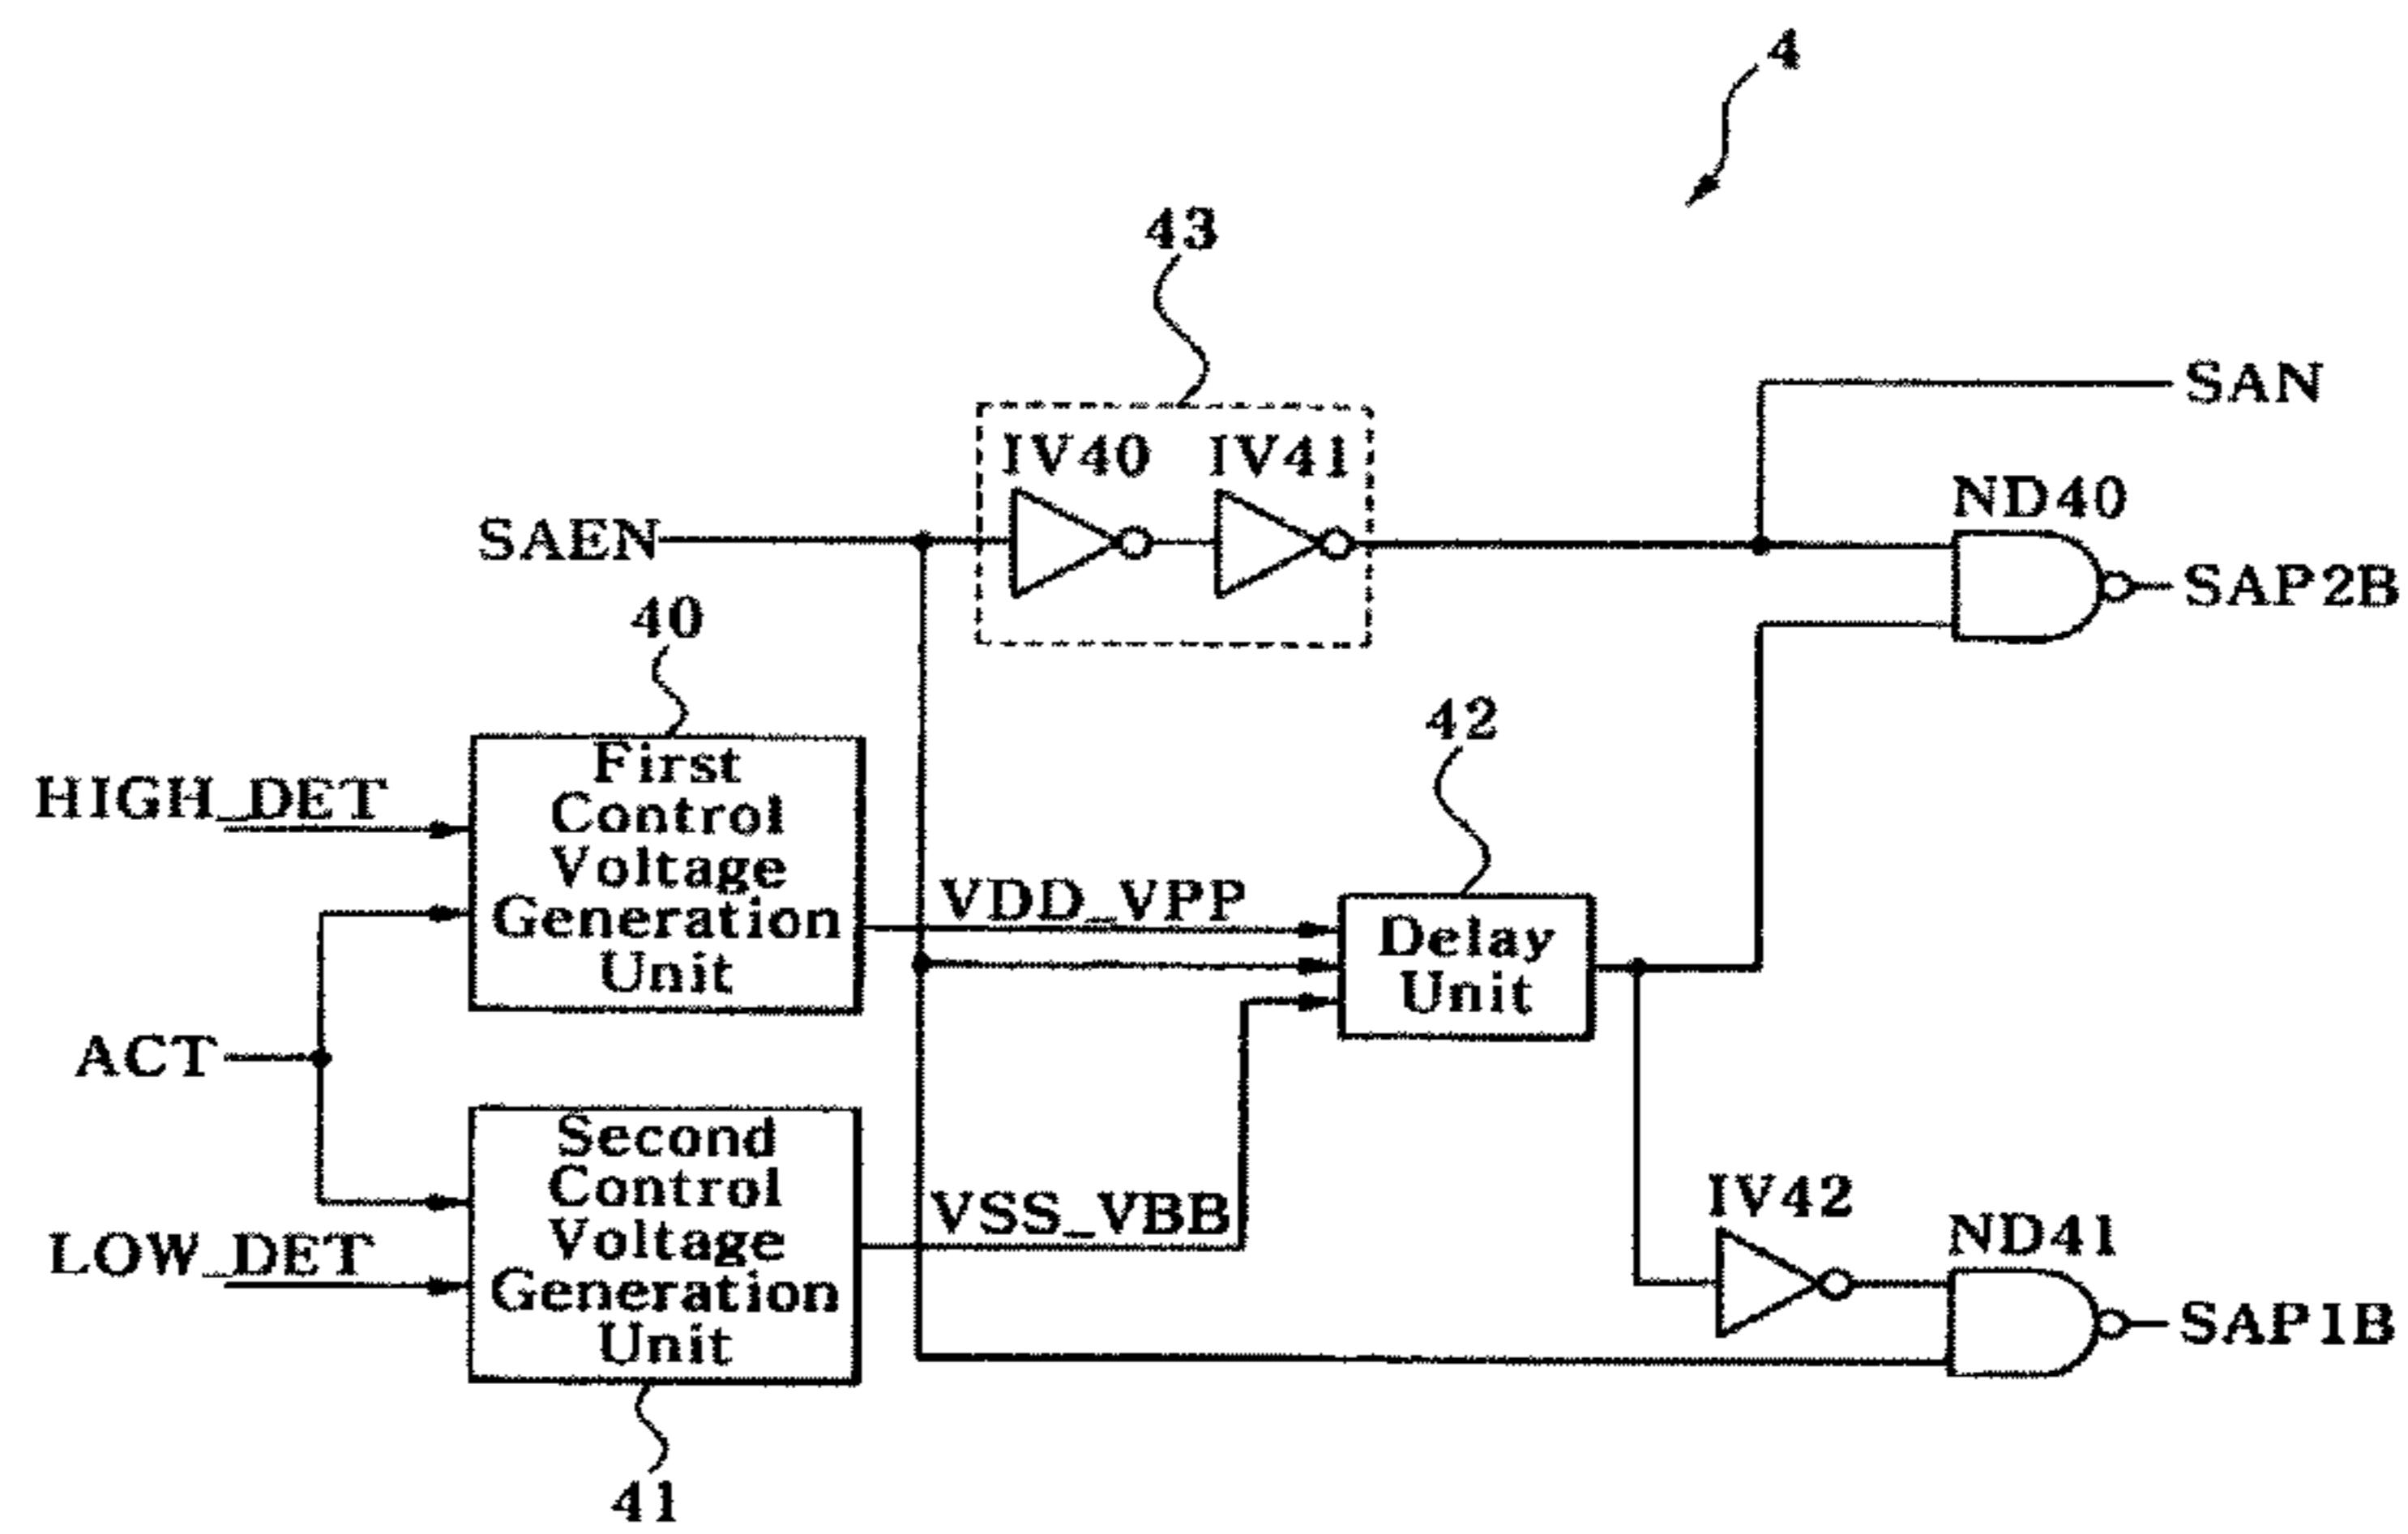 4
43
SAN
IV40 IV41
ND40
SAEN
SAP2B
40
42
First
Control
Voltage
Generation
Unit
HIGH_DET
VDD_VPP
Delay
Unit
ACT
Second
Control
Voltage
Generation
Unit
IV42
VSS_VBB
ND41
LOW_DET
SAP1B
41